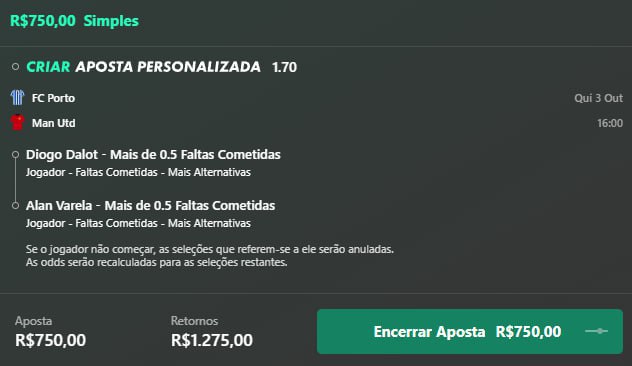 R$750,00 Simples
CRIAR APOSTA PERSONALIZADA 1.70
FC Porto Qui 3 Out
Man Utd 16:00
Diogo Dalot - Mais de 0.5 Faltas Cometidas
Jogador - Faltas Cometidas - Mais Alternativas
Alan Varela - Mais de 0.5 Faltas Cometidas
Jogador - Faltas Cometidas - Mais Alternativas
Se o jogador não começar, as seleções que referem-se a ele serão anuladas.
As odds serão recalculadas para as seleções restantes.
Aposta Retornos
R$750,00 R$1.275,00 Encerrar Aposta R$750,00